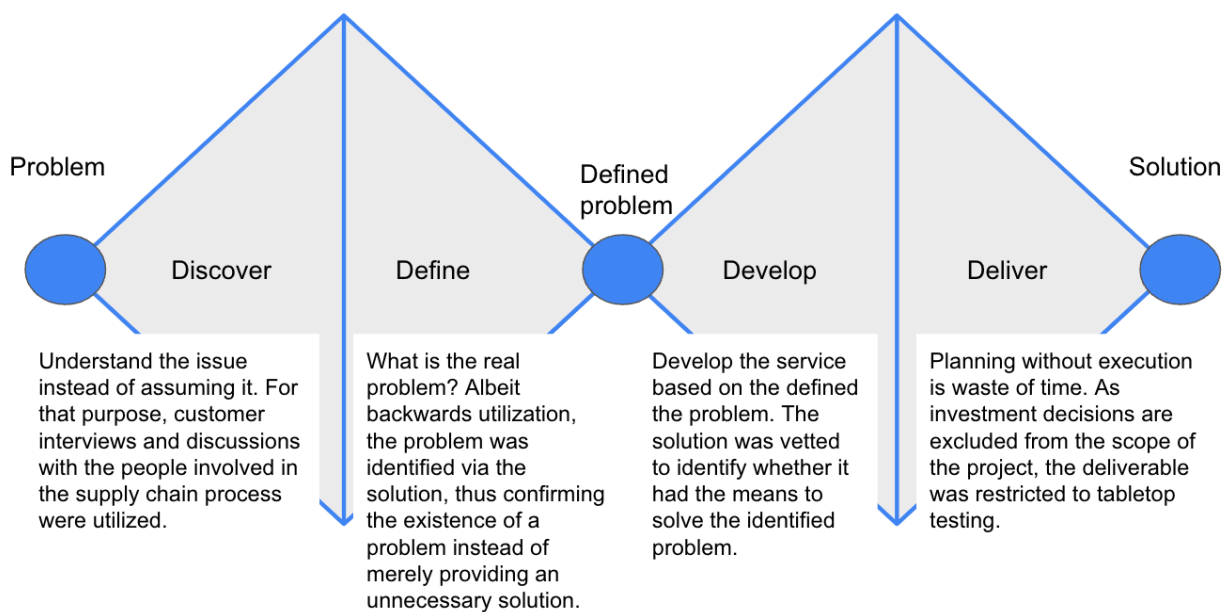 Problem
Defined
problem
Solution
Discover
Define
Develop
Deliver
Understand the issue
instead of assuming it. For
that purpose, customer
interviews and discussions
with the people involved in
the supply chain process
were utilized.
What is the real
problem? Albeit
backwards utilization,
the problem was
identified via the
solution, thus confirming
the existence of a
problem instead of
merely providing an
unnecessary solution.
Develop the service
based on the defined
the problem. The
solution was vetted
to identify whether it
had the means to
solve the identified
problem.
Planning without execution
is waste of time. As
investment decisions are
excluded from the scope of
the project, the deliverable
was restricted to tabletop
testing.